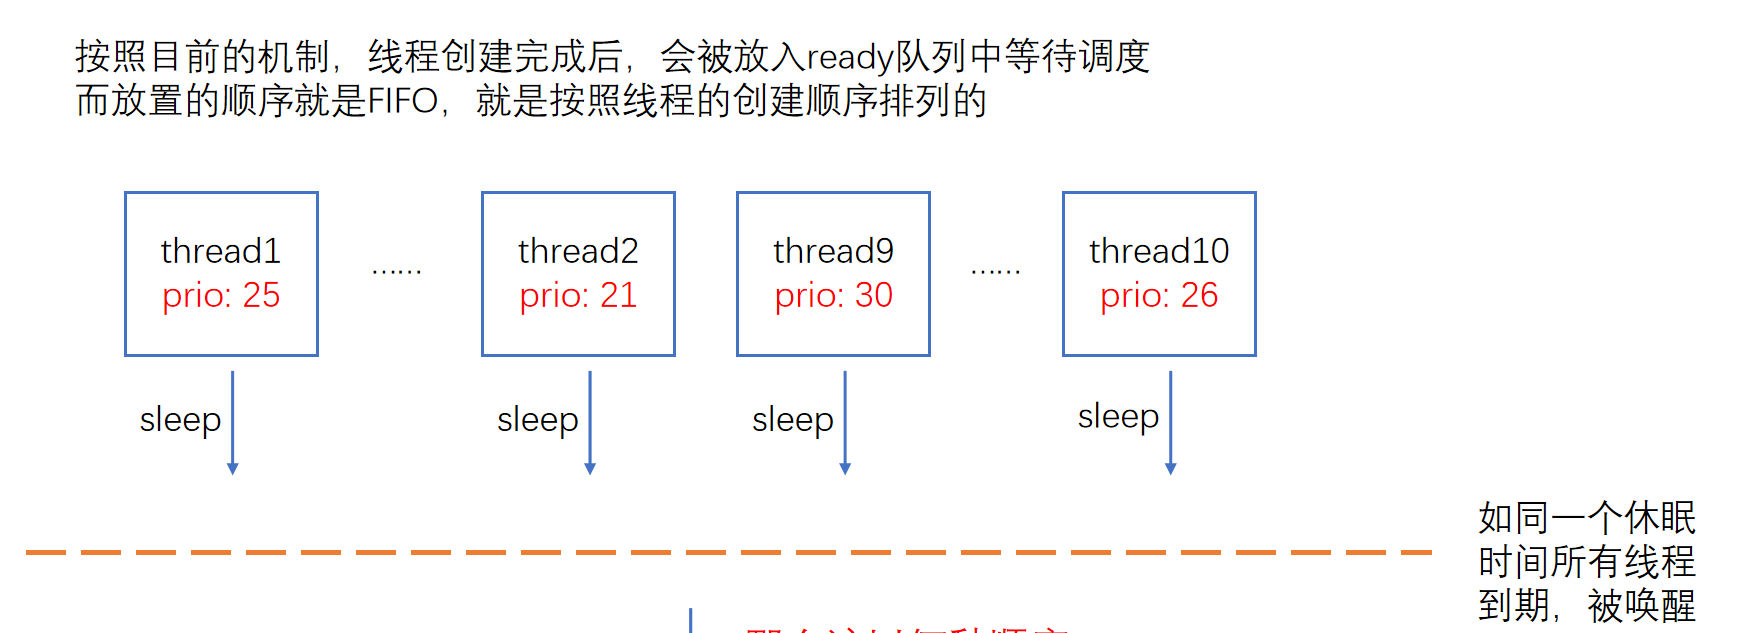 按照目前的机制，线程创建完成后，会被放入ready队列中等待调度
而放置的顺序就是FIFO，就是按照线程的创建顺序排列的
thread1
prio: 25
......
thread2
prio: 21
thread9
prio: 30
......
thread10
prio: 26
sleep
sleep
sleep
sleep
如同一个休眠
时间所有线程
到期，被唤醒